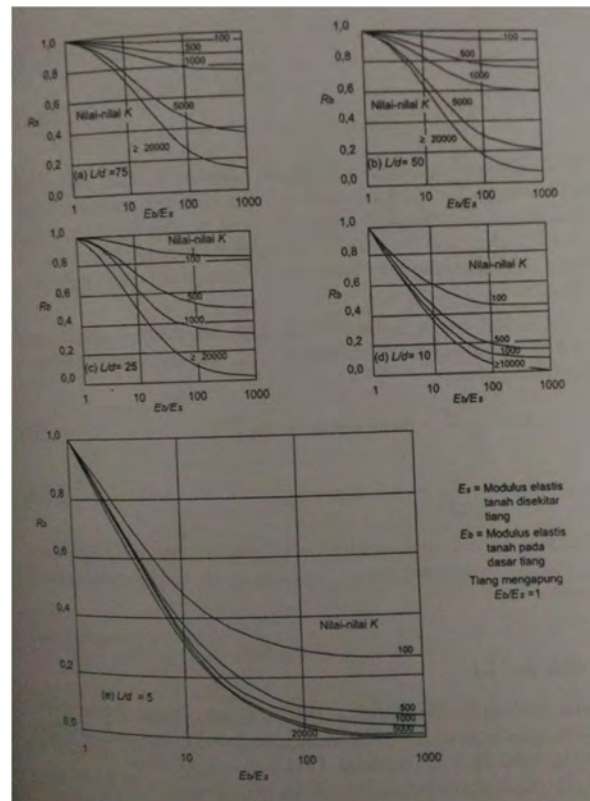 1,0
0,8
0,6
Rb
0,4
0,2
0,0
100
500
1000
5000
≥ 20000
Nilai-nilai K
(a) L/d =75
1 10 100 1000
Eb/Es
1,0
0,8
0,6
Rb
0,4
0,2
0,0
100
500
1000
5000
≥ 20000
Nilai-nilai K
(b) L/d= 50
1 10 100 1000
Eb/Es
1,0
0,8
0,6
Rb
0,4
0,2
0,0
Nilai-nilai K
100
500
1000
≥ 20000
(c) L/d= 25
1 10 100 1000
Eb/Es
1,0
0,8
0,6
Rb
0,4
0,2
0,0
Nilai-nilai K
100
500
1000
≥10000
(d) L/d= 10
1 10 100 1000
Eb/Es
1,0
0,8
Rb
0,6
0,4
0,2
0,0
Nilai-nilai K
100
500
1000
5000
20000
(e) L/d = 5
1 10 100 1000
Eb/Es
Es = Modulus elastis
tanah disekitar
tiang
Eb = Modulus elastis
tanah pada
dasar tiang
Tiang mengapung
Eb/Es =1